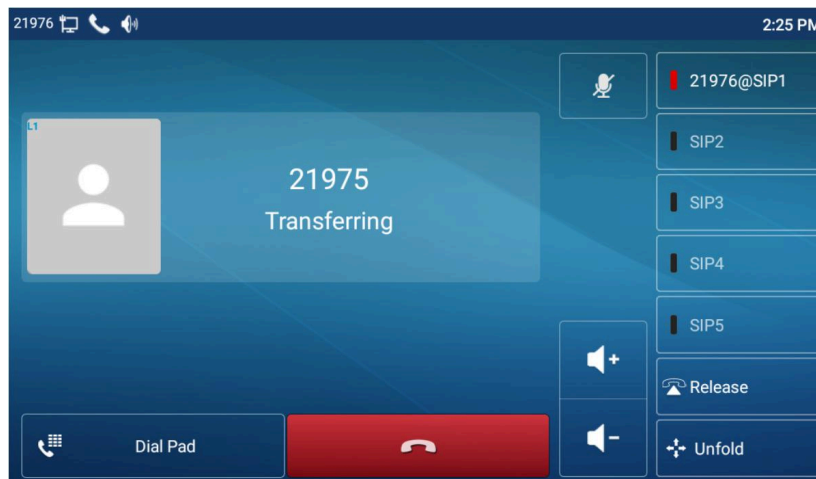 21976
2:25 PM
L1
21975
Transferring
21976@SIP1
SIP2
SIP3
SIP4
SIP5
Release
Unfold
Dial Pad